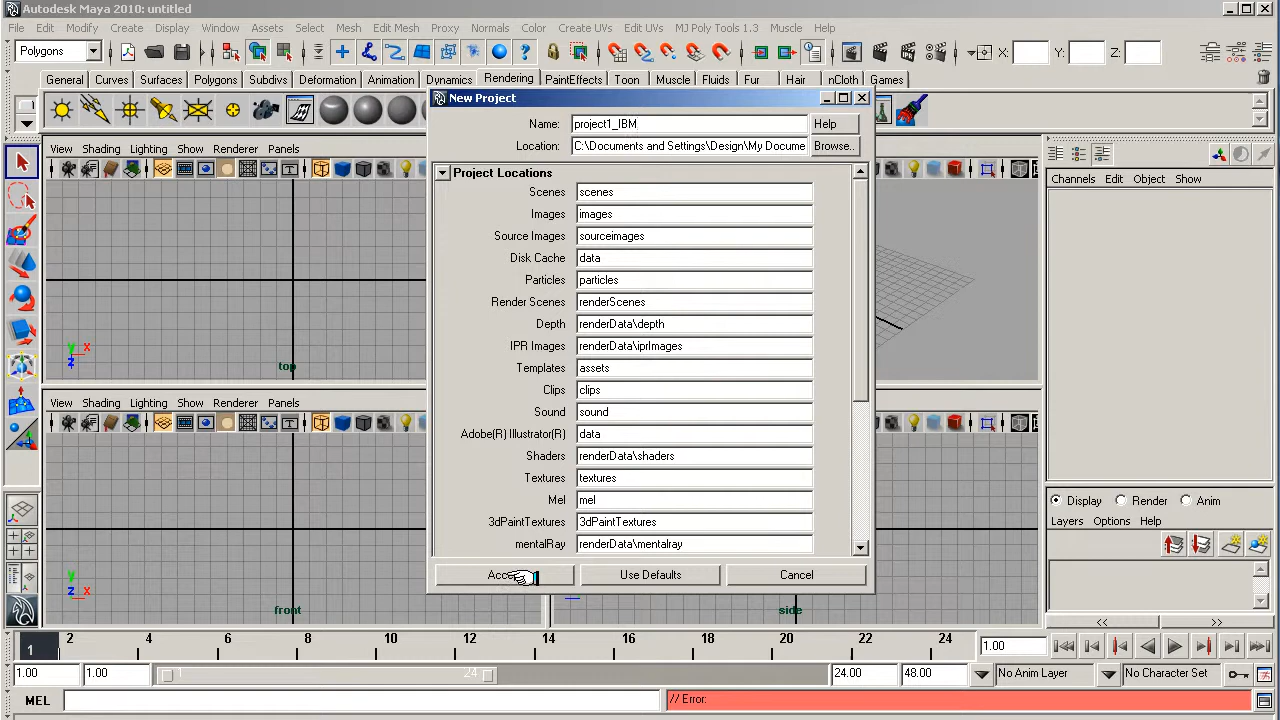 Autodesk Maya 2010: untitled
File Edit Modify Create Display Window Assets Select Mesh Edit Mesh Proxy Normals Color Create UVs Edit UVs MJ Poly Tools 1.3 Muscle Help
Polygons X: Y: Z:
General Curves Surfaces Polygons Subdivs Deformation Animation Dynamics Rendering PaintEffects Toon Muscle Fluids Fur Hair nCloth Games
New Project
Name: project1_IBM Help
Location: C:\Documents and Settings\Design\My Docume Browse..
View Shading Lighting Show Renderer Panels
Project Locations
Channels Edit Object Show
Scenes scenes
Images images
Source Images sourceimages
Disk Cache data
Particles particles
Render Scenes renderScenes
Depth renderData\depth
IPR Images renderData\iprImages
y x
z
top
Templates assets
Clips clips
View Shading Lighting Show Renderer Panels
Sound sound
Adobe(R) Illustrator(R) data
Shaders renderData\shaders
Textures textures
Mel mel
3dPaintTextures 3dPaintTextures
mentalRay renderData\mentalray
Display Render Anim
Layers Options Help
Use Defaults Cancel
y x
z
front side
2 4 6 8 10 12 14 16 18 20 22 24
1 1.00
1.00 1.00 1 24 24.00 48.00 No Anim Layer No Character Set
MEL // Error: